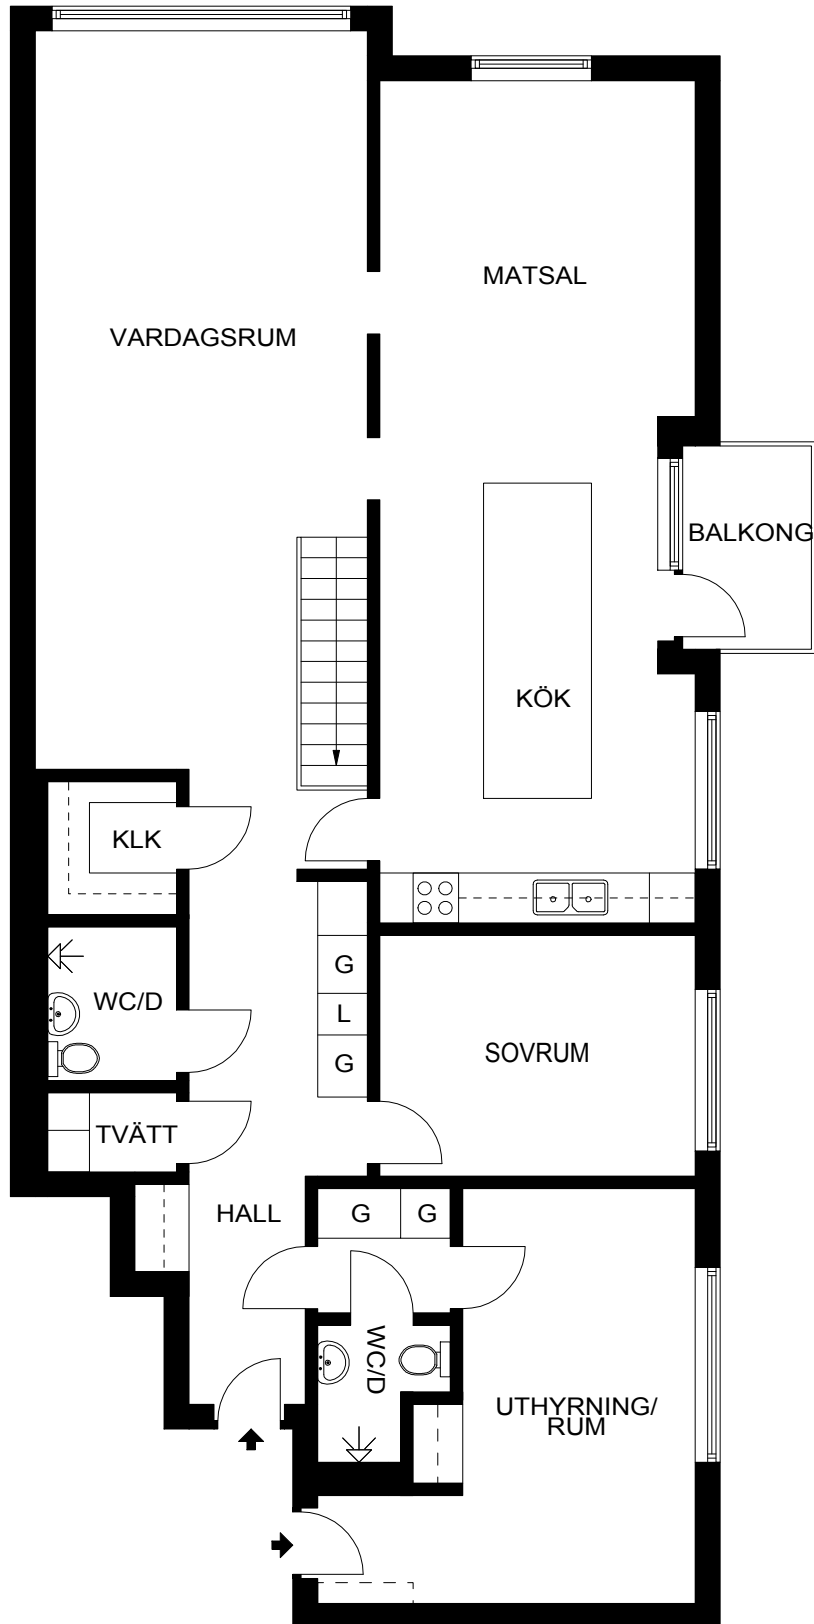 MATSAL
VARDAGSRUM
BALKONG
KÖK
KLK
G
WC/D
L
G
SOVRUM
TVÄTT
HALL
G
G
WC/D
UTHYRNING/
RUM